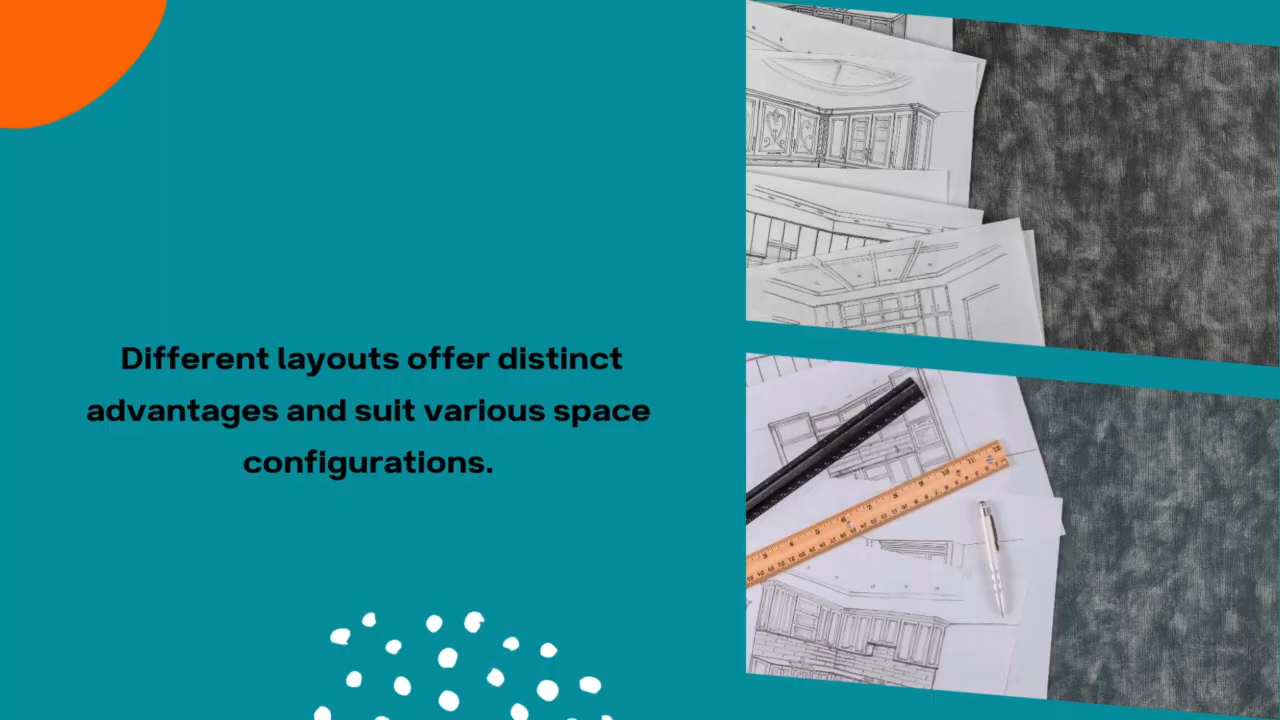 Different layouts offer distinct
advantages and suit various space
configurations.